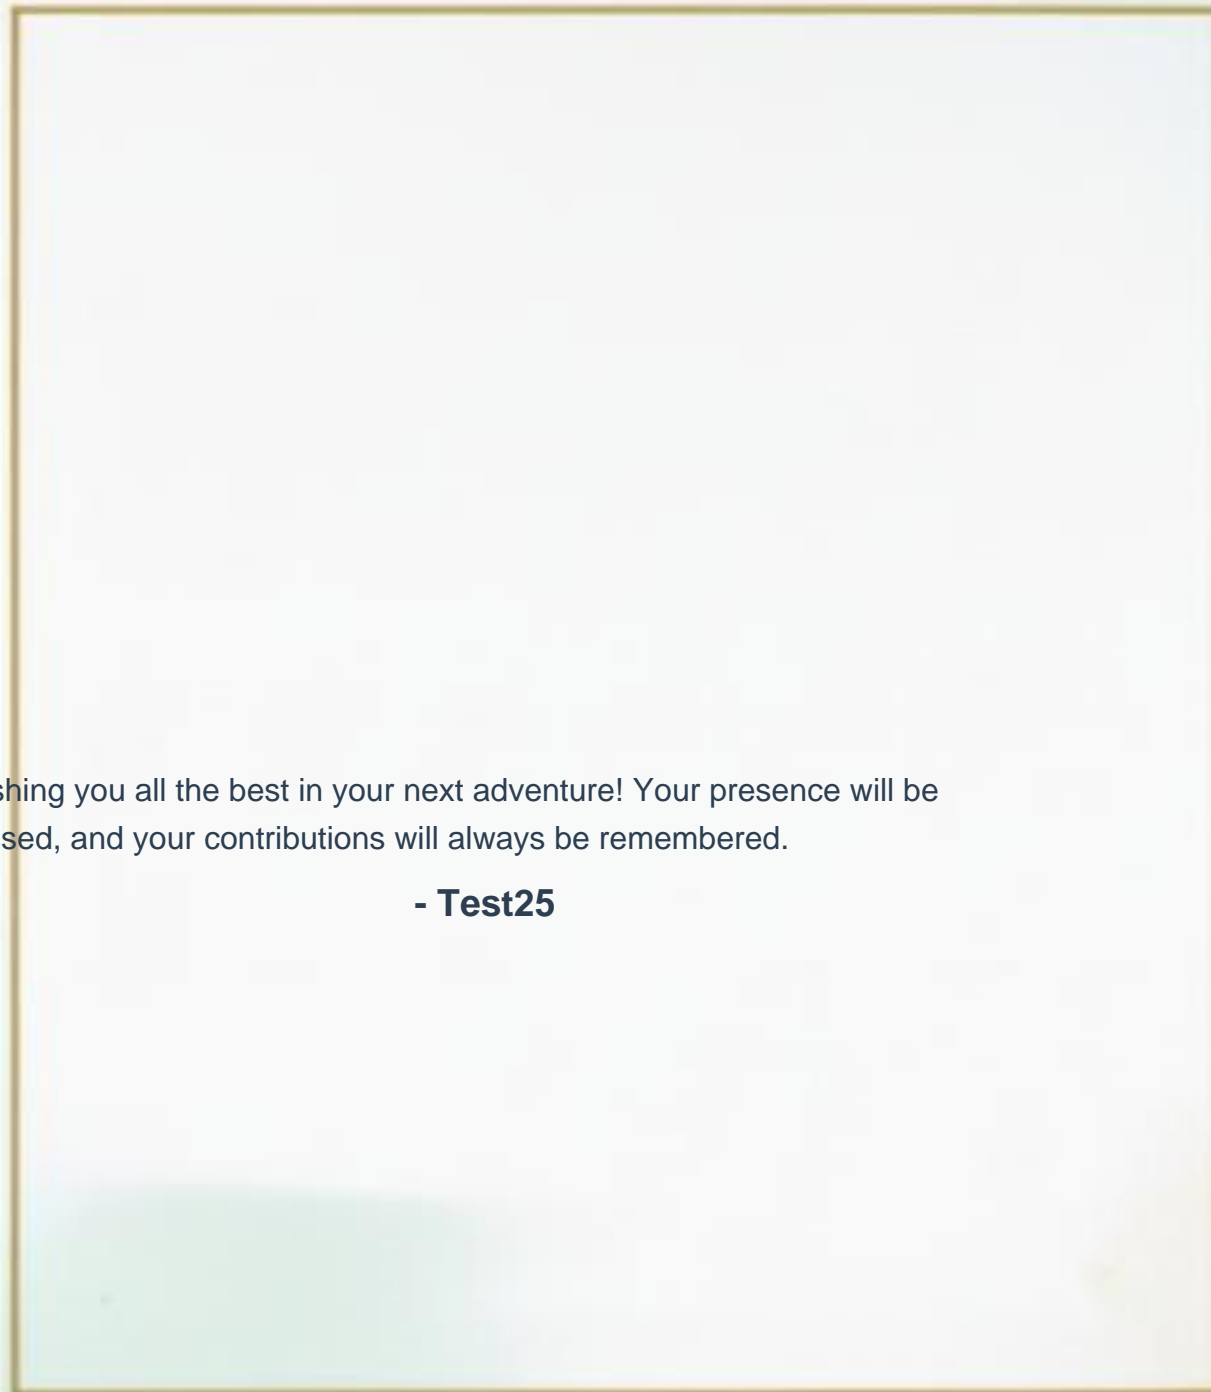 shing you all the best in your next adventure! Your presence will be
sed, and your contributions will always be remembered.
- Test25